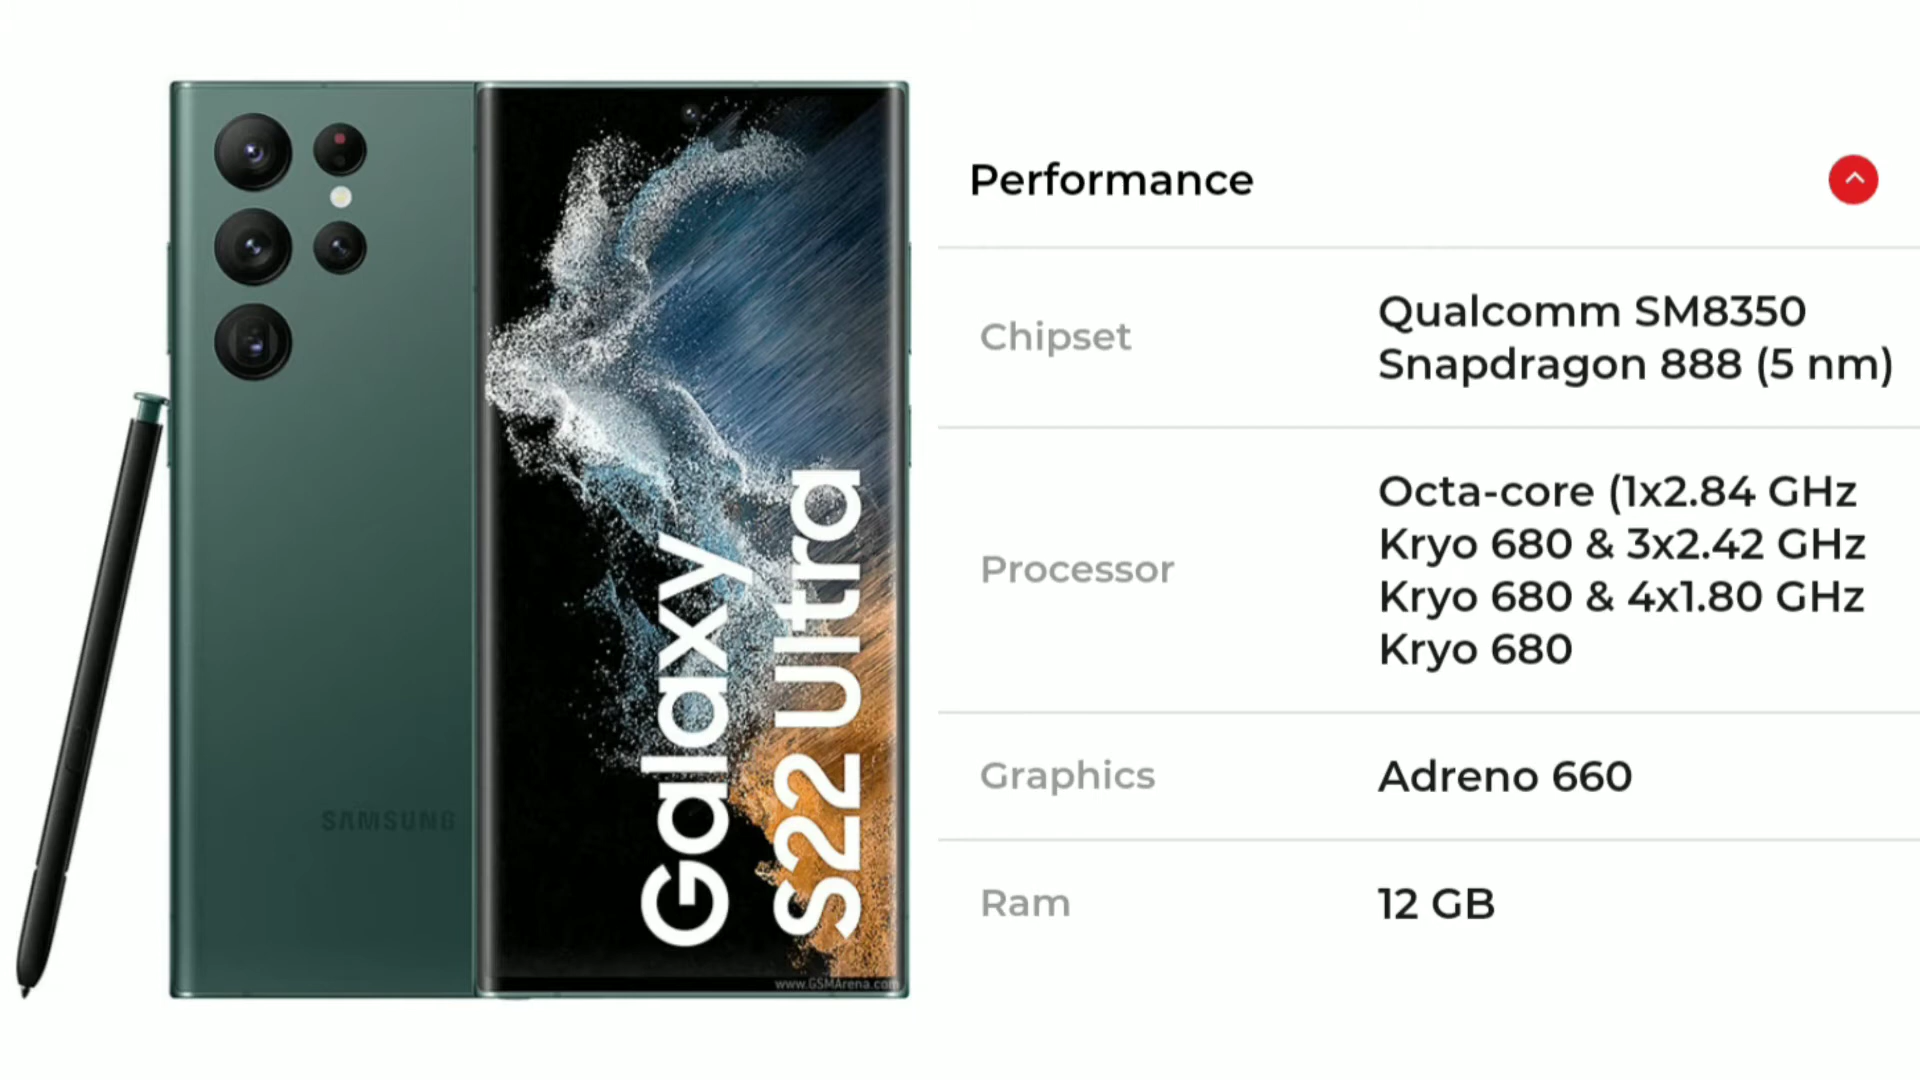 SAMSUNG
Galaxy
S22 Ultra
www.GSMArena.com
Performance
Chipset
Qualcomm SM8350
Snapdragon 888 (5 nm)
Processor
Octa-core (1x2.84 GHz
Kryo 680 & 3x2.42 GHz
Kryo 680 & 4x1.80 GHz
Kryo 680
Graphics
Adreno 660
Ram
12 GB